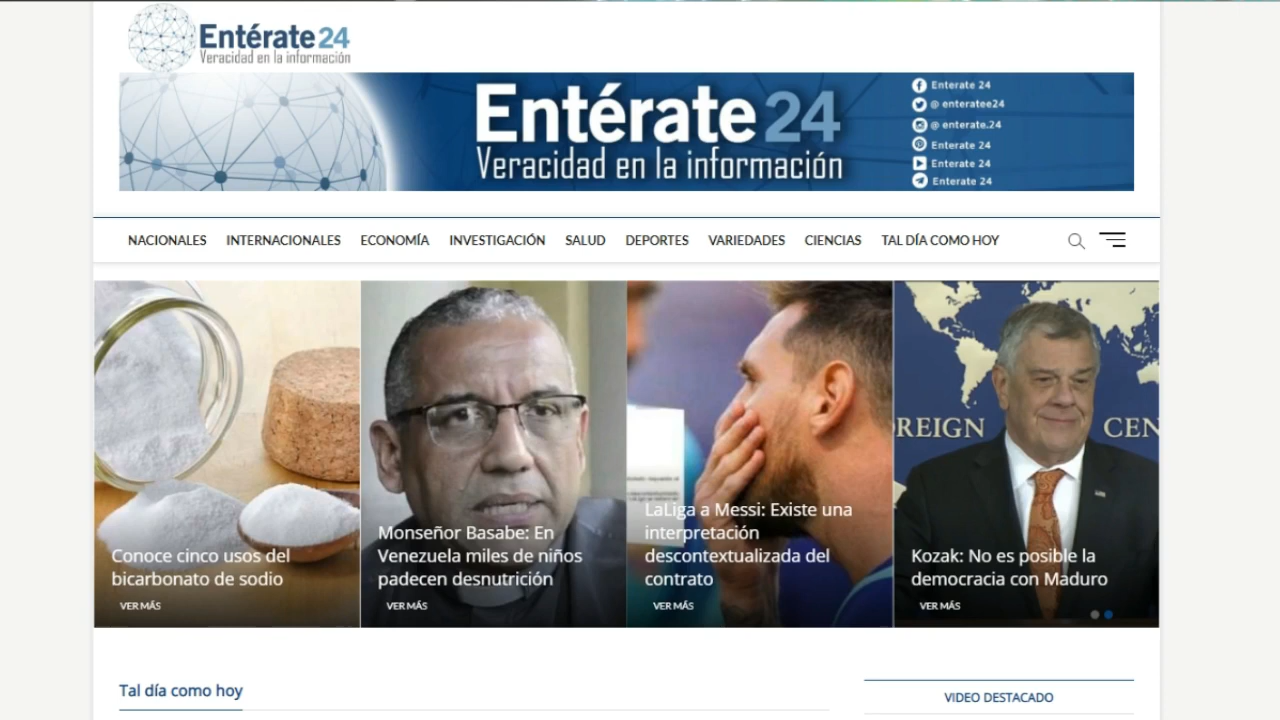 Entérate 24
Veracidad en la información
Entérate 24
Veracidad en la información
Enterate 24
@ enteratee24
@ enterate.24
Enterate 24
Enterate 24
Enterate 24
NACIONALES INTERNACIONALES ECONOMÍA INVESTIGACIÓN SALUD DEPORTES VARIEDADES CIENCIAS TAL DÍA COMO HOY
Conoce cinco usos del
bicarbonato de sodio
VER MÁS
Monseñor Basabe: En
Venezuela miles de niños
padecen desnutrición
VER MÁS
LaLiga a Messi: Existe una
interpretación
descontextualizada del
contrato
VER MÁS
REIGN CEN
Kozak: No es posible la
democracia con Maduro
VER MÁS
Tal día como hoy
VIDEO DESTACADO